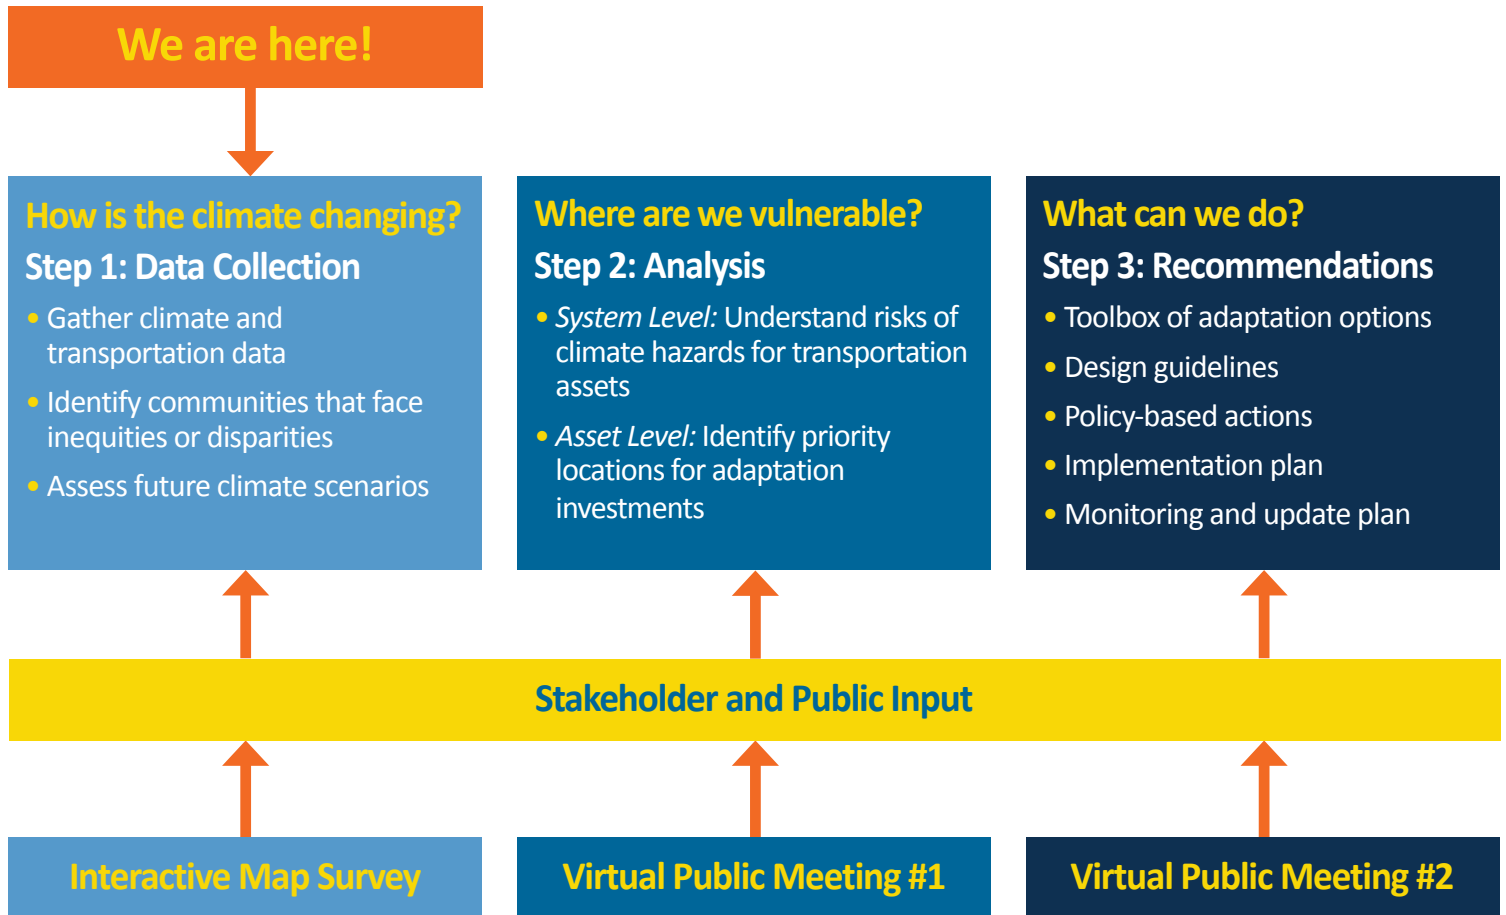 We are here!
How is the climate changing?
Step 1: Data Collection
• Gather climate and
transportation data
• Identify communities that face
inequities or disparities
• Assess future climate scenarios
Where are we vulnerable?
Step 2: Analysis
• System Level: Understand risks of
climate hazards for transportation
assets
• Asset Level: Identify priority
locations for adaptation
investments
What can we do?
Step 3: Recommendations
• Toolbox of adaptation options
• Design guidelines
• Policy-based actions
• Implementation plan
• Monitoring and update plan
Stakeholder and Public Input
Interactive Map Survey
Virtual Public Meeting #1
Virtual Public Meeting #2